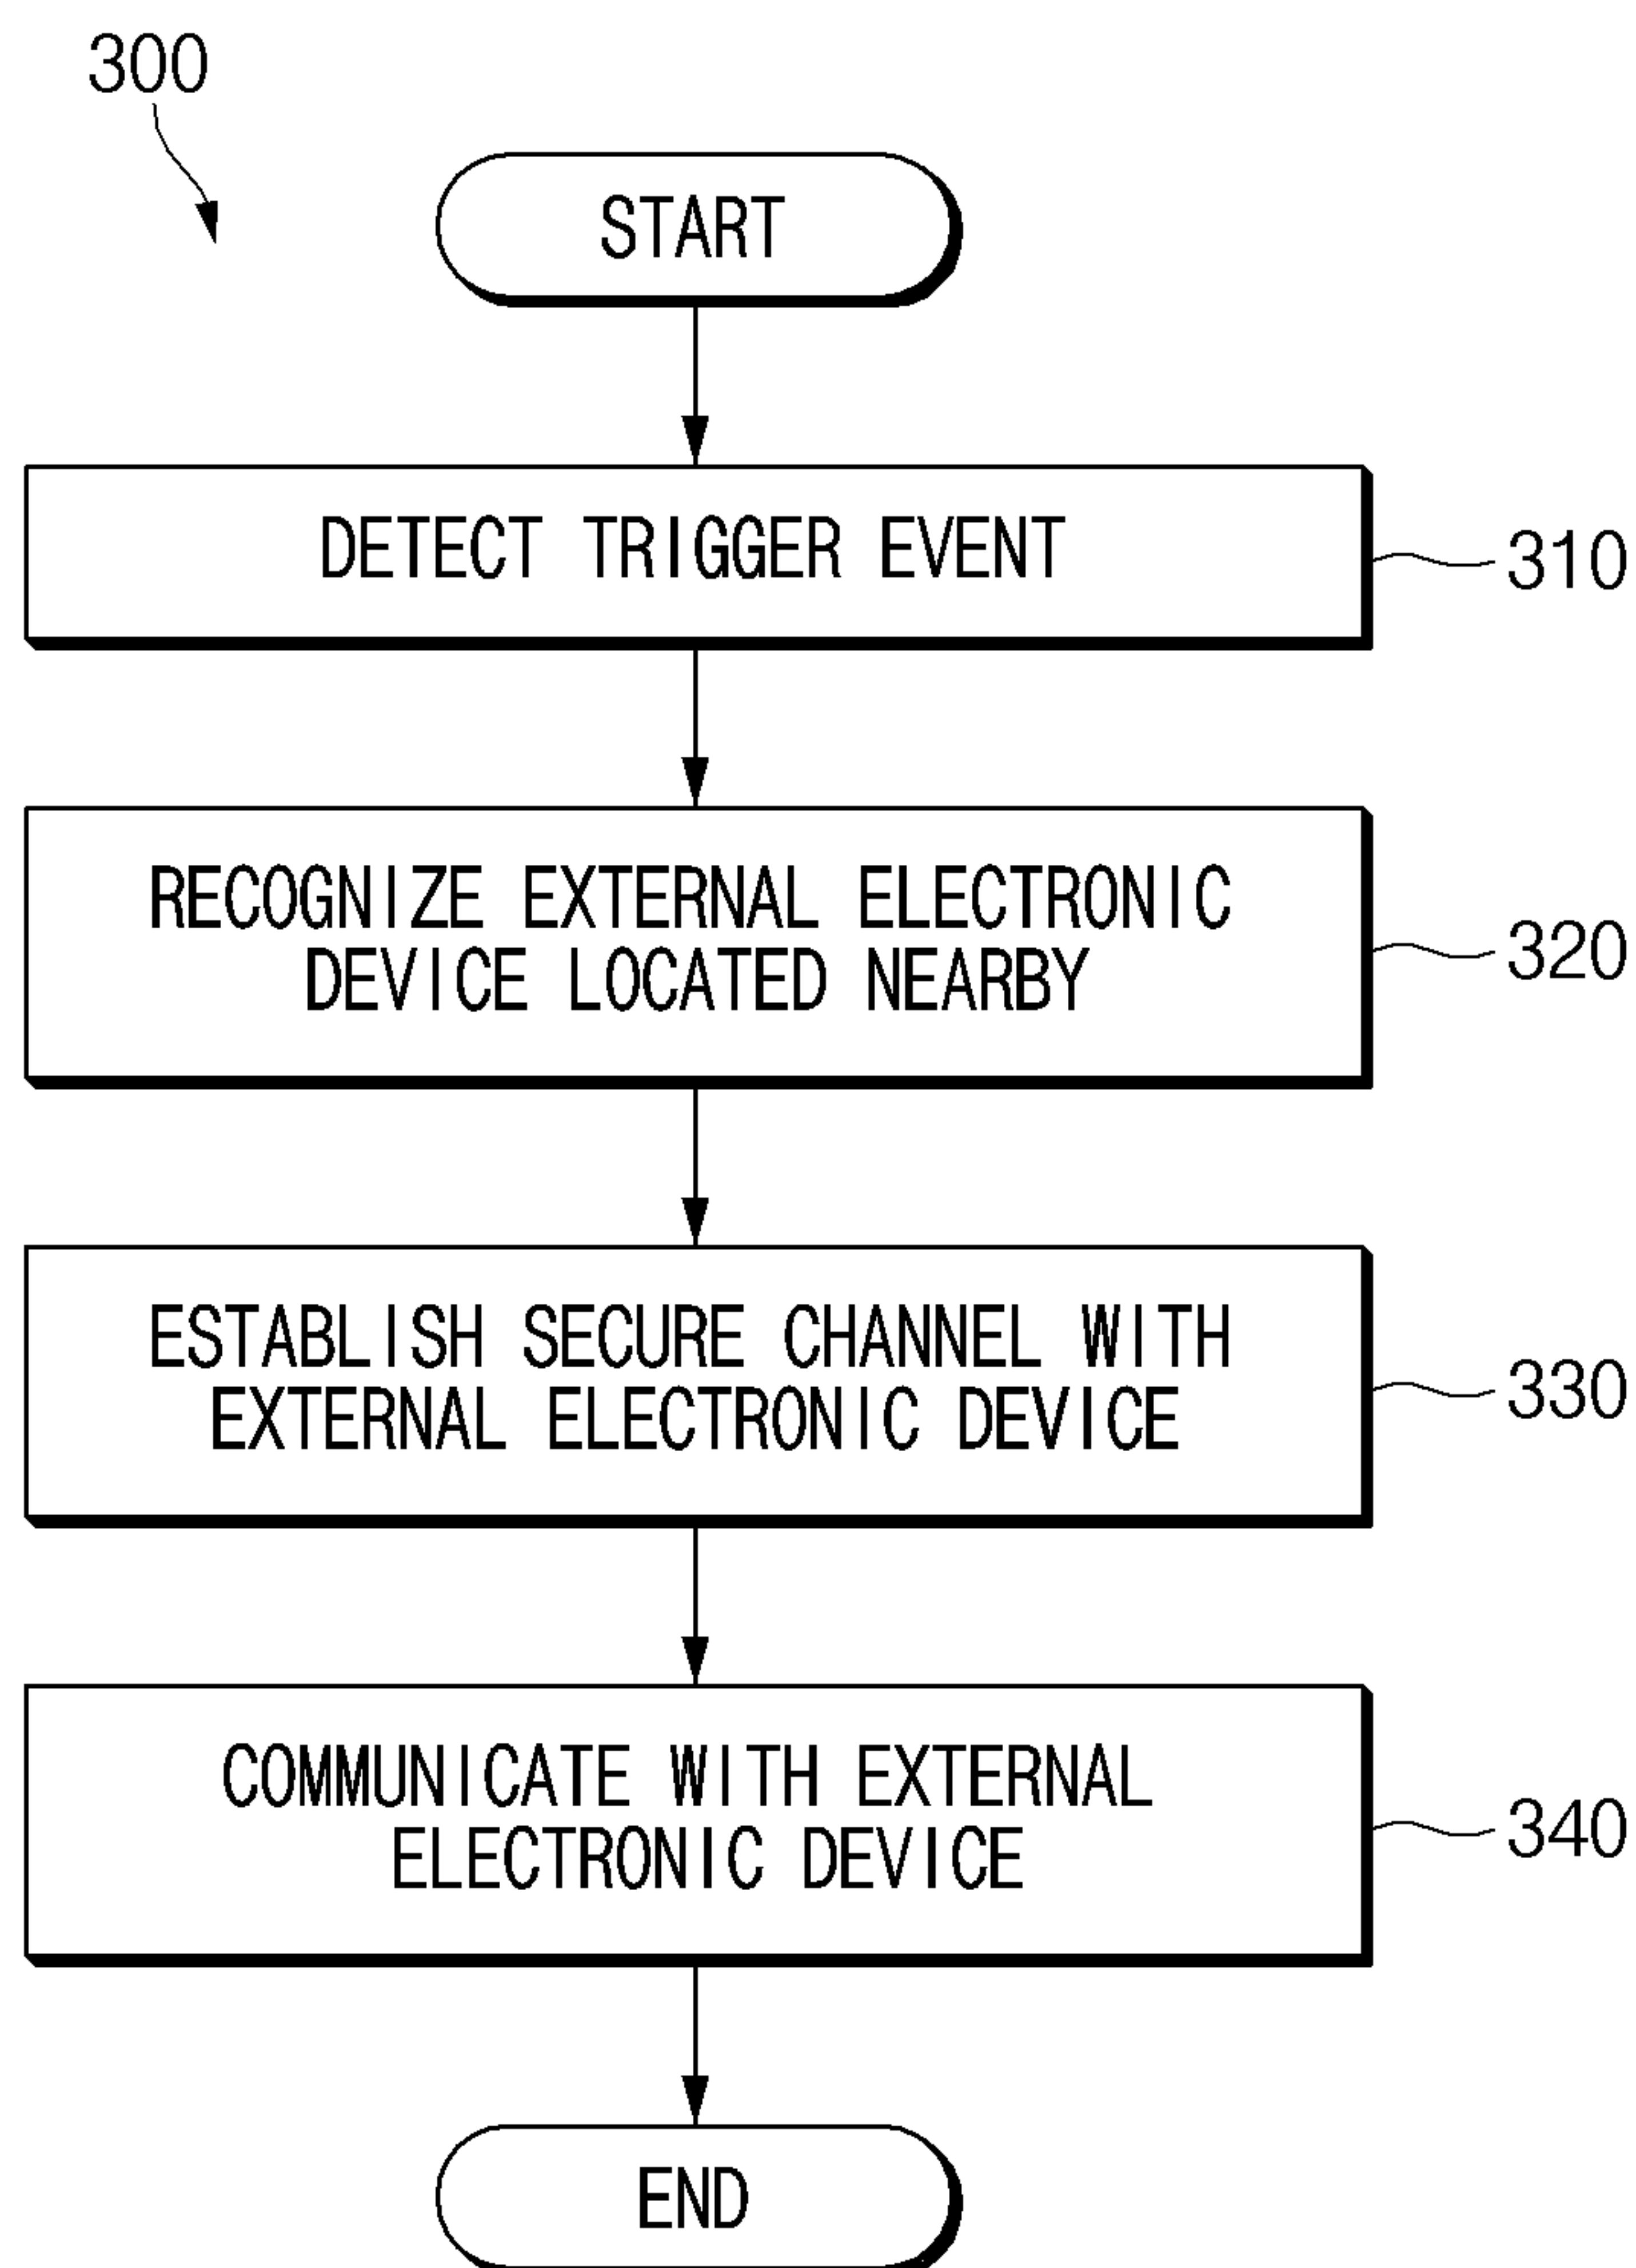 300
START
DETECT TRIGGER EVENT
310
RECOGNIZE EXTERNAL ELECTRONIC
DEVICE LOCATED NEARBY
320
ESTABLISH SECURE CHANNEL WITH
EXTERNAL ELECTRONIC DEVICE
330
COMMUNICATE WITH EXTERNAL
ELECTRONIC DEVICE
340
END